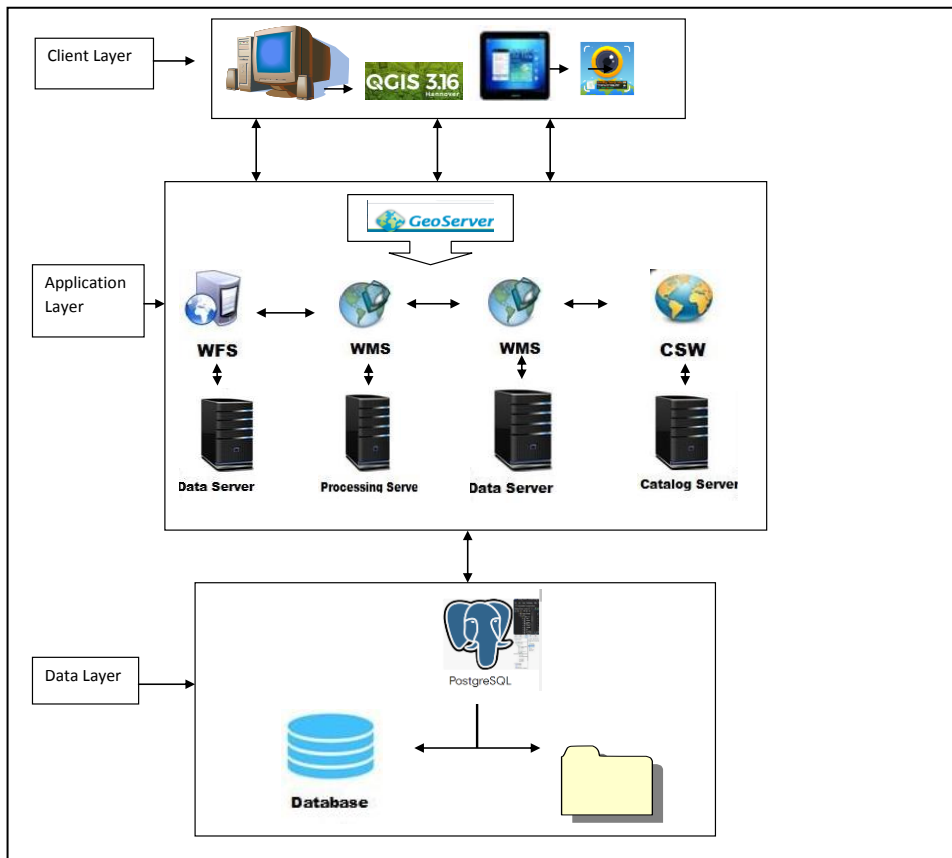 Client Layer
QGIS 3.16
Hannover
GeoServer
Application
Layer
WFS
WMS
WMS
CSW
Data Server
Processing Serve
Data Server
Catalog Server
Data Layer
PostgreSQL
Database